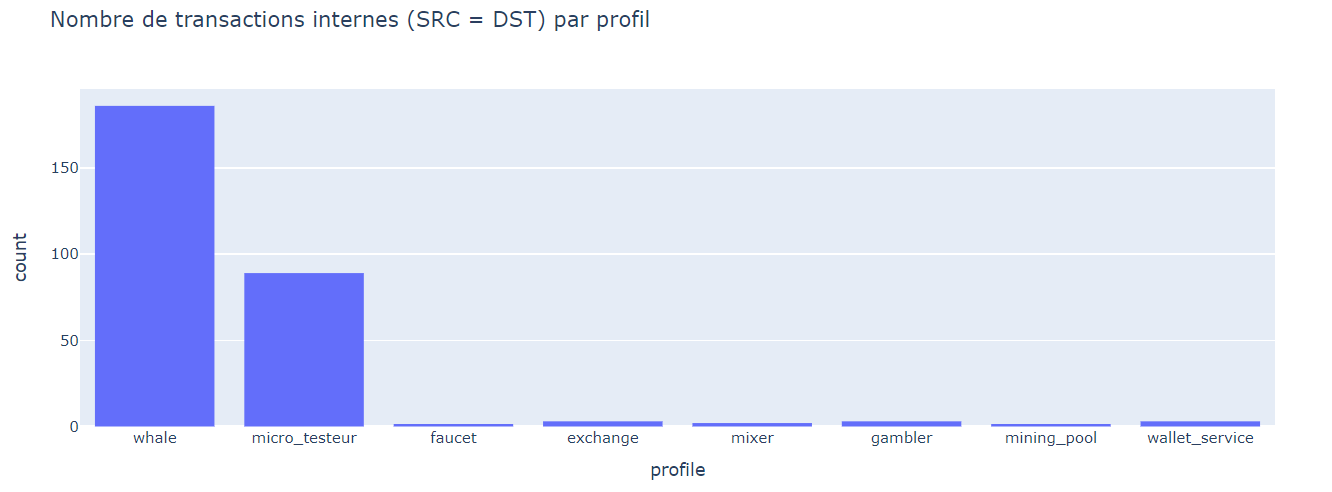 Nombre de transactions internes (SRC = DST) par profil
150
100
50
0
count
whale micro_testeur faucet exchange mixer gambler mining_pool wallet_service
profile